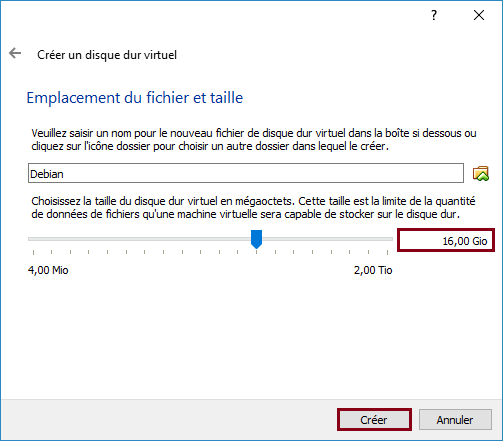 ?
Créer un disque dur virtuel
Emplacement du fichier et taille
Veuillez saisir un nom pour le nouveau fichier de disque dur virtuel dans la boîte si dessous ou
cliquez sur l'icône dossier pour choisir un autre dossier dans lequel le créer.
Debian
Choisissez la taille du disque dur virtuel en mégaoctets. Cette taille est la limite de la quantité
de données de fichiers qu'une machine virtuelle sera capable de stocker sur le disque dur.
16,00 Gio
4,00 Mio 2,00 Tio
Créer Annuler